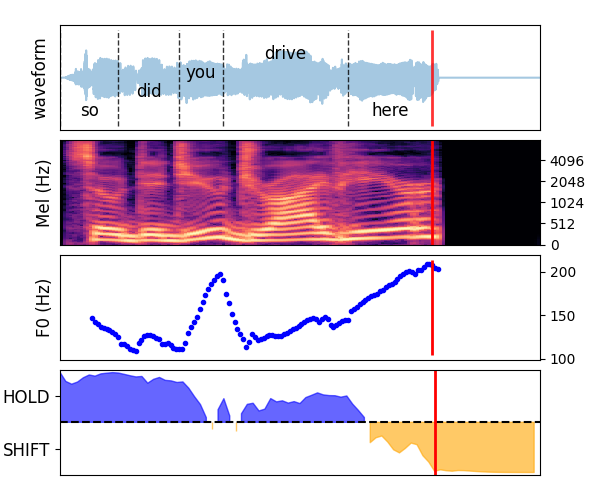 waveform
so
did
you
drive
here
Mel (Hz)
4096
2048
1024
512
0
F0 (Hz)
200
150
100
HOLD
SHIFT